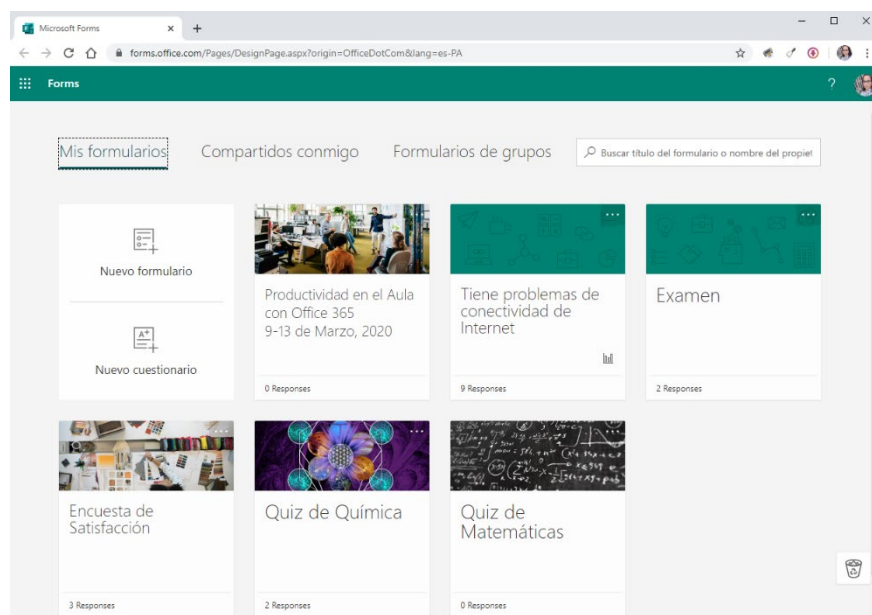 Microsoft Forms
forms.office.com/Pages/DesignPage.aspx?origin=OfficeDotCom&lang=es-PA
Forms
?
Mis formularios
Compartidos conmigo
Formularios de grupos
Buscar título del formulario o nombre del propiet
Nuevo formulario
Nuevo cuestionario
Productividad en el Aula
con Office 365
9-13 de Marzo, 2020
0 Responses
Tiene problemas de
conectividad de
Internet
9 Responses
Examen
2 Responses
Encuesta de
Satisfacción
3 Responses
Quiz de Química
2 Responses
Quiz de
Matemáticas
0 Responses